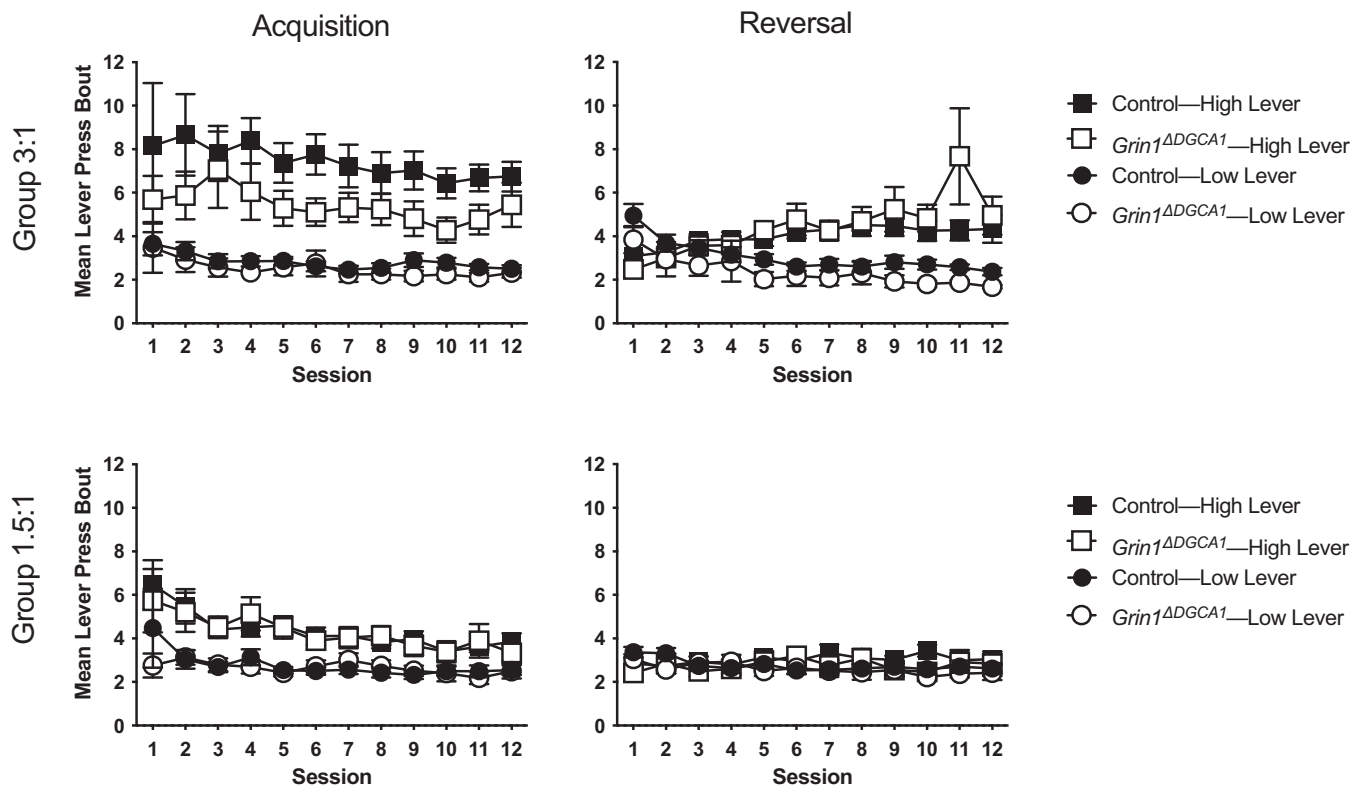 Acquisition
Reversal
Group 3:1
Mean Lever Press Bout
12
10
8
6
4
2
0
1 2 3 4 5 6 7 8 9 10 11 12
Session
12
10
8
6
4
2
0
1 2 3 4 5 6 7 8 9 10 11 12
Session
Control—High Lever
Grin1ΔDGCA1—High Lever
Control—Low Lever
Grin1ΔDGCA1—Low Lever
Group 1.5:1
Mean Lever Press Bout
12
10
8
6
4
2
0
1 2 3 4 5 6 7 8 9 10 11 12
Session
12
10
8
6
4
2
0
1 2 3 4 5 6 7 8 9 10 11 12
Session
Control—High Lever
Grin1ΔDGCA1—High Lever
Control—Low Lever
Grin1ΔDGCA1—Low Lever